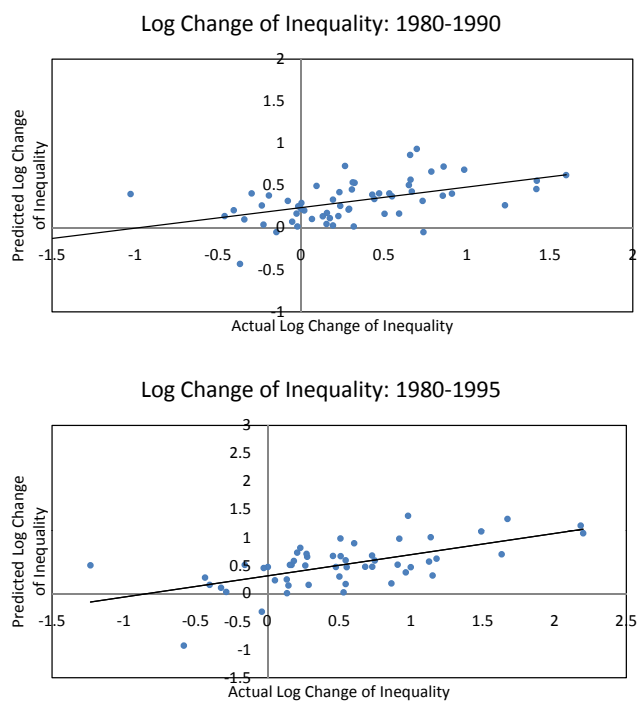 Log Change of Inequality: 1980-1990
2
1.5
1
0.5
0
-0.5
-1
-1.5 -1 -0.5 0 0.5 1 1.5 2
Predicted Log Change
of Inequality
Actual Log Change of Inequality
Log Change of Inequality: 1980-1995
3
2.5
2
1.5
1
0.5
0
-0.5
-1
-1.5
-1.5 -1 -0.5 0 0.5 1 1.5 2 2.5
Predicted Log Change
of Inequality
Actual Log Change of Inequality